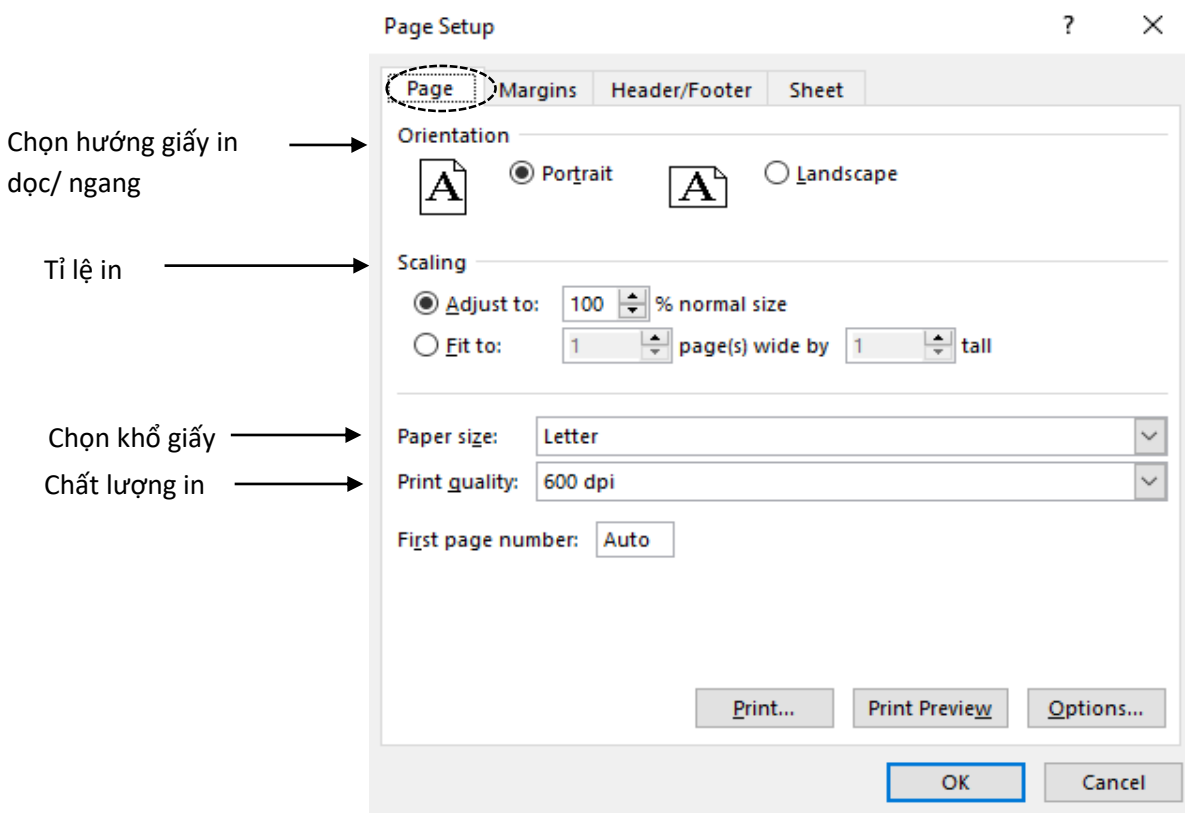 Page Setup
Page Margins Header/Footer Sheet
Chọn hướng giấy in
dọc/ ngang
Orientation
A Portrait A Landscape
Tỉ lệ in
Scaling
Adjust to: 100 % normal size
Fit to: 1 page(s) wide by 1 tall
Chọn khổ giấy
Paper size: Letter
Chất lượng in
Print quality: 600 dpi
First page number: Auto
Print... Print Preview Options...
OK Cancel